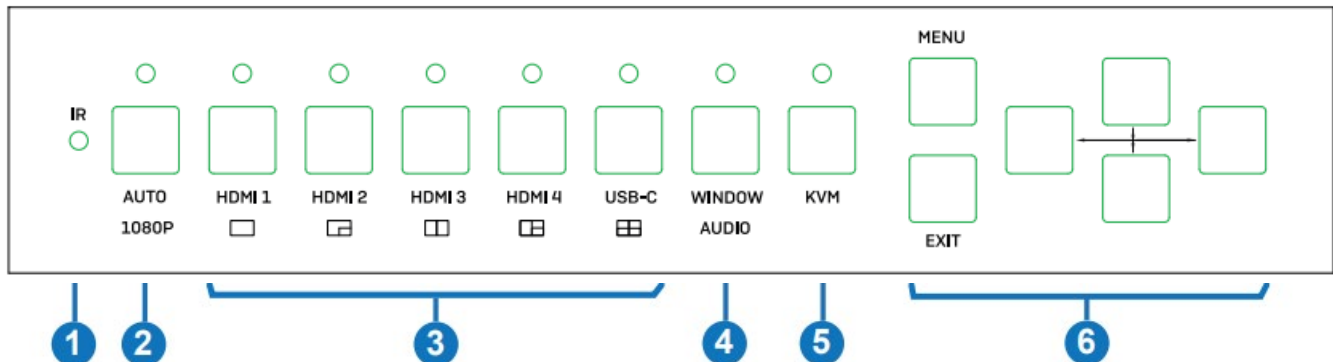 MENU
IR
AUTO HDMI 1 HDMI 2 HDMI 3 HDMI 4 USB-C WINDOW KVM
1080P AUDIO
EXIT
1 2 3 4 5 6